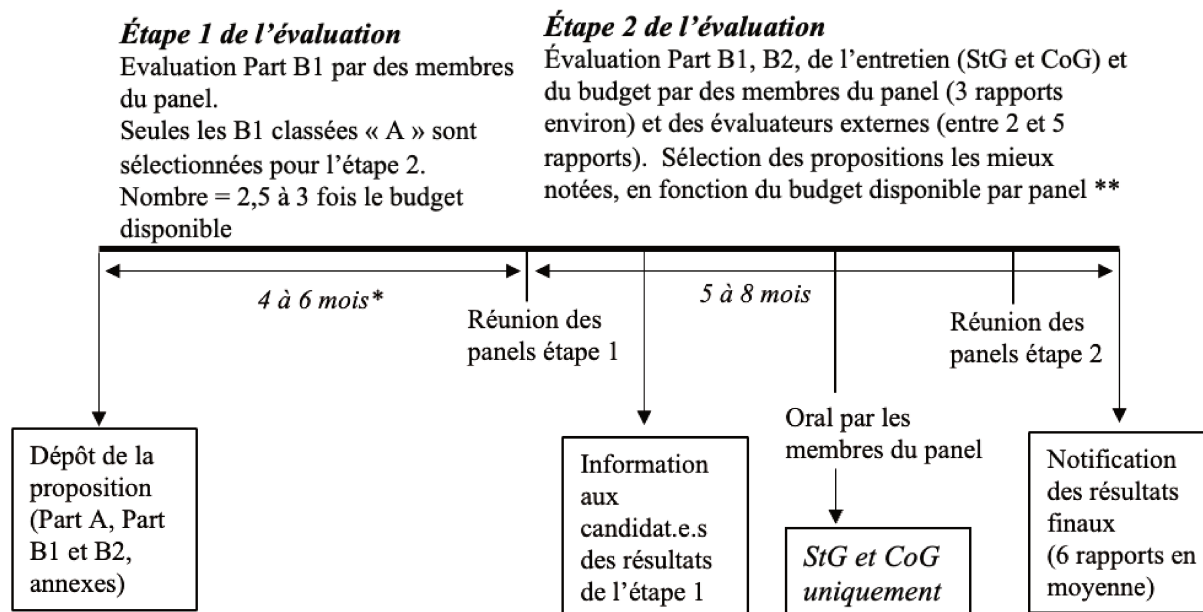 Étape 1 de l'évaluation
Evaluation Part B1 par des membres
du panel.
Seules les B1 classées « A » sont
sélectionnées pour l'étape 2.
Nombre = 2,5 à 3 fois le budget
disponible
Étape 2 de l'évaluation
Évaluation Part B1, B2, de l'entretien (StG et CoG) et
du budget par des membres du panel (3 rapports
environ) et des évaluateurs externes (entre 2 et 5
rapports). Sélection des propositions les mieux
notées, en fonction du budget disponible par panel **
4 à 6 mois*
5 à 8 mois
Réunion des
panels étape 1
Réunion des
panels étape 2
Dépôt de la
proposition
(Part A, Part
B1 et B2,
annexes)
Information
aux
candidat.e.s
des résultats
de l'étape 1
Oral par les
membres du panel
StG et CoG
uniquement
Notification
des résultats
finaux
(6 rapports en
moyenne)